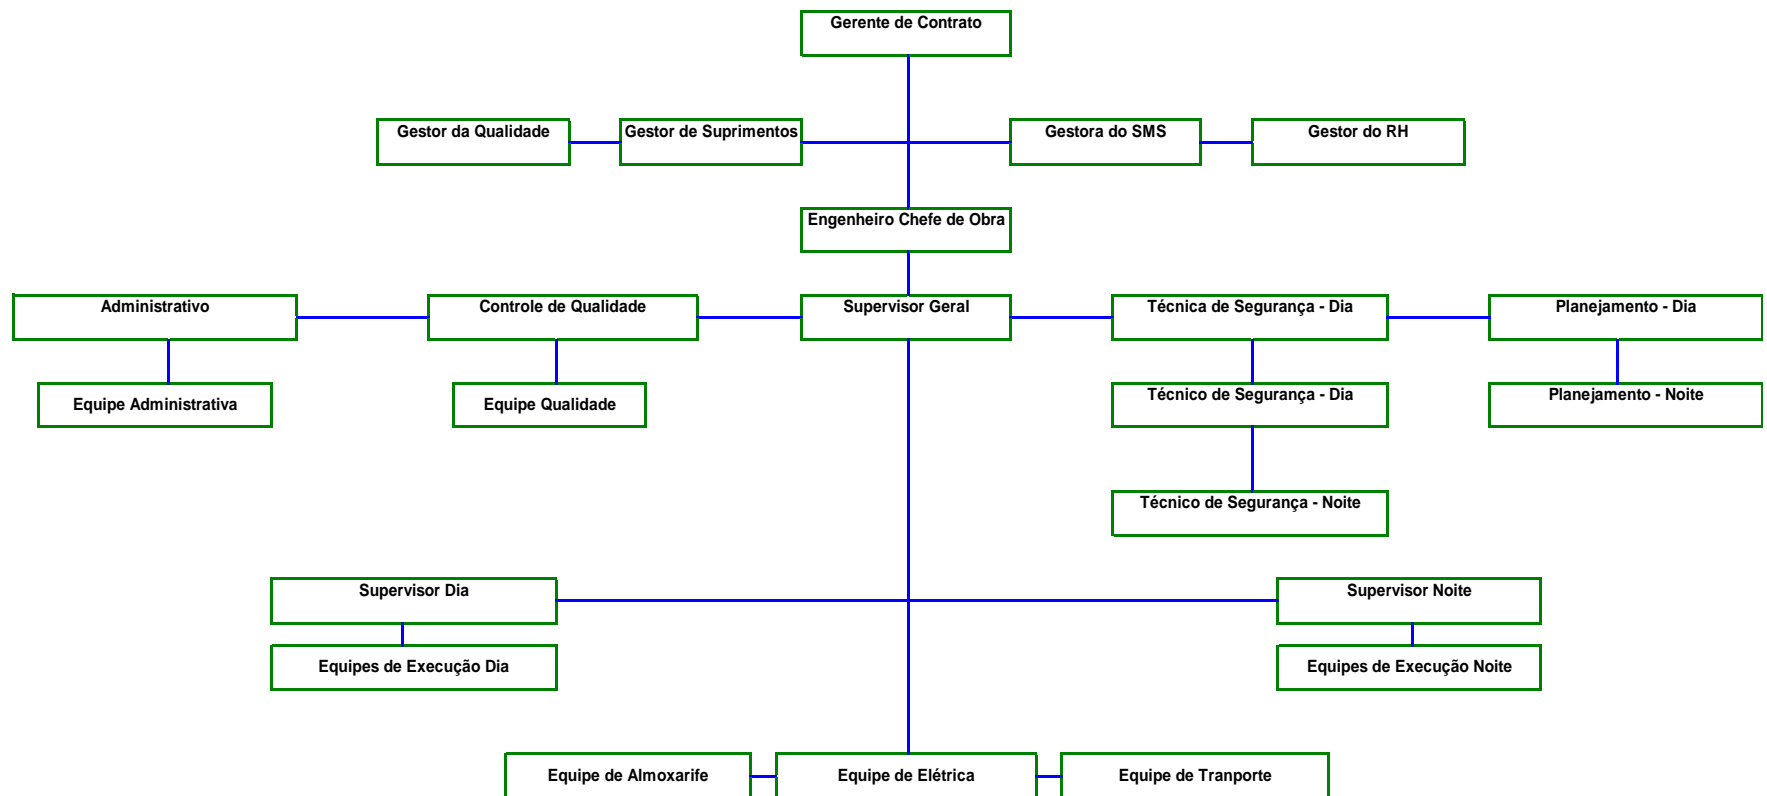 Gerente de Contrato
Gestor da Qualidade
Gestor de Suprimentos
Gestora do SMS
Gestor do RH
Engenheiro Chefe de Obra
Administrativo
Controle de Qualidade
Supervisor Geral
Técnica de Segurança - Dia
Planejamento - Dia
Equipe Administrativa
Equipe Qualidade
Técnico de Segurança - Dia
Planejamento - Noite
Técnico de Segurança - Noite
Supervisor Dia
Supervisor Noite
Equipes de Execução Dia
Equipes de Execução Noite
Equipe de Almoxarife
Equipe de Elétrica
Equipe de Tranporte